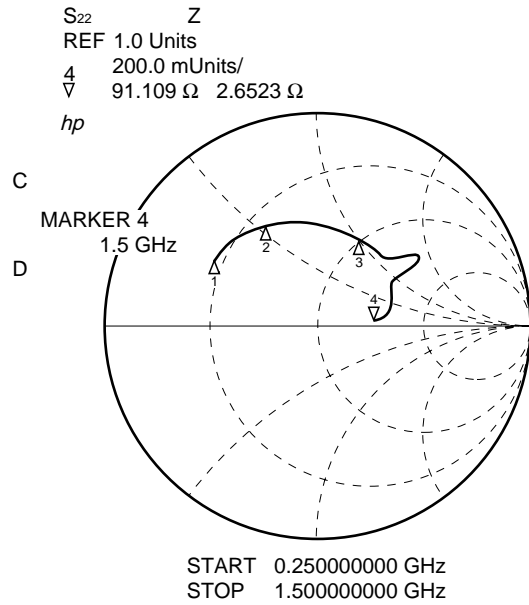 S22 Z
REF 1.0 Units
4 200.0 mUnits/
▽ 91.109 Ω 2.6523 Ω
hp
C
MARKER 4
1.5 GHz
D
1
2
3
4
START 0.250000000 GHz
STOP 1.500000000 GHz